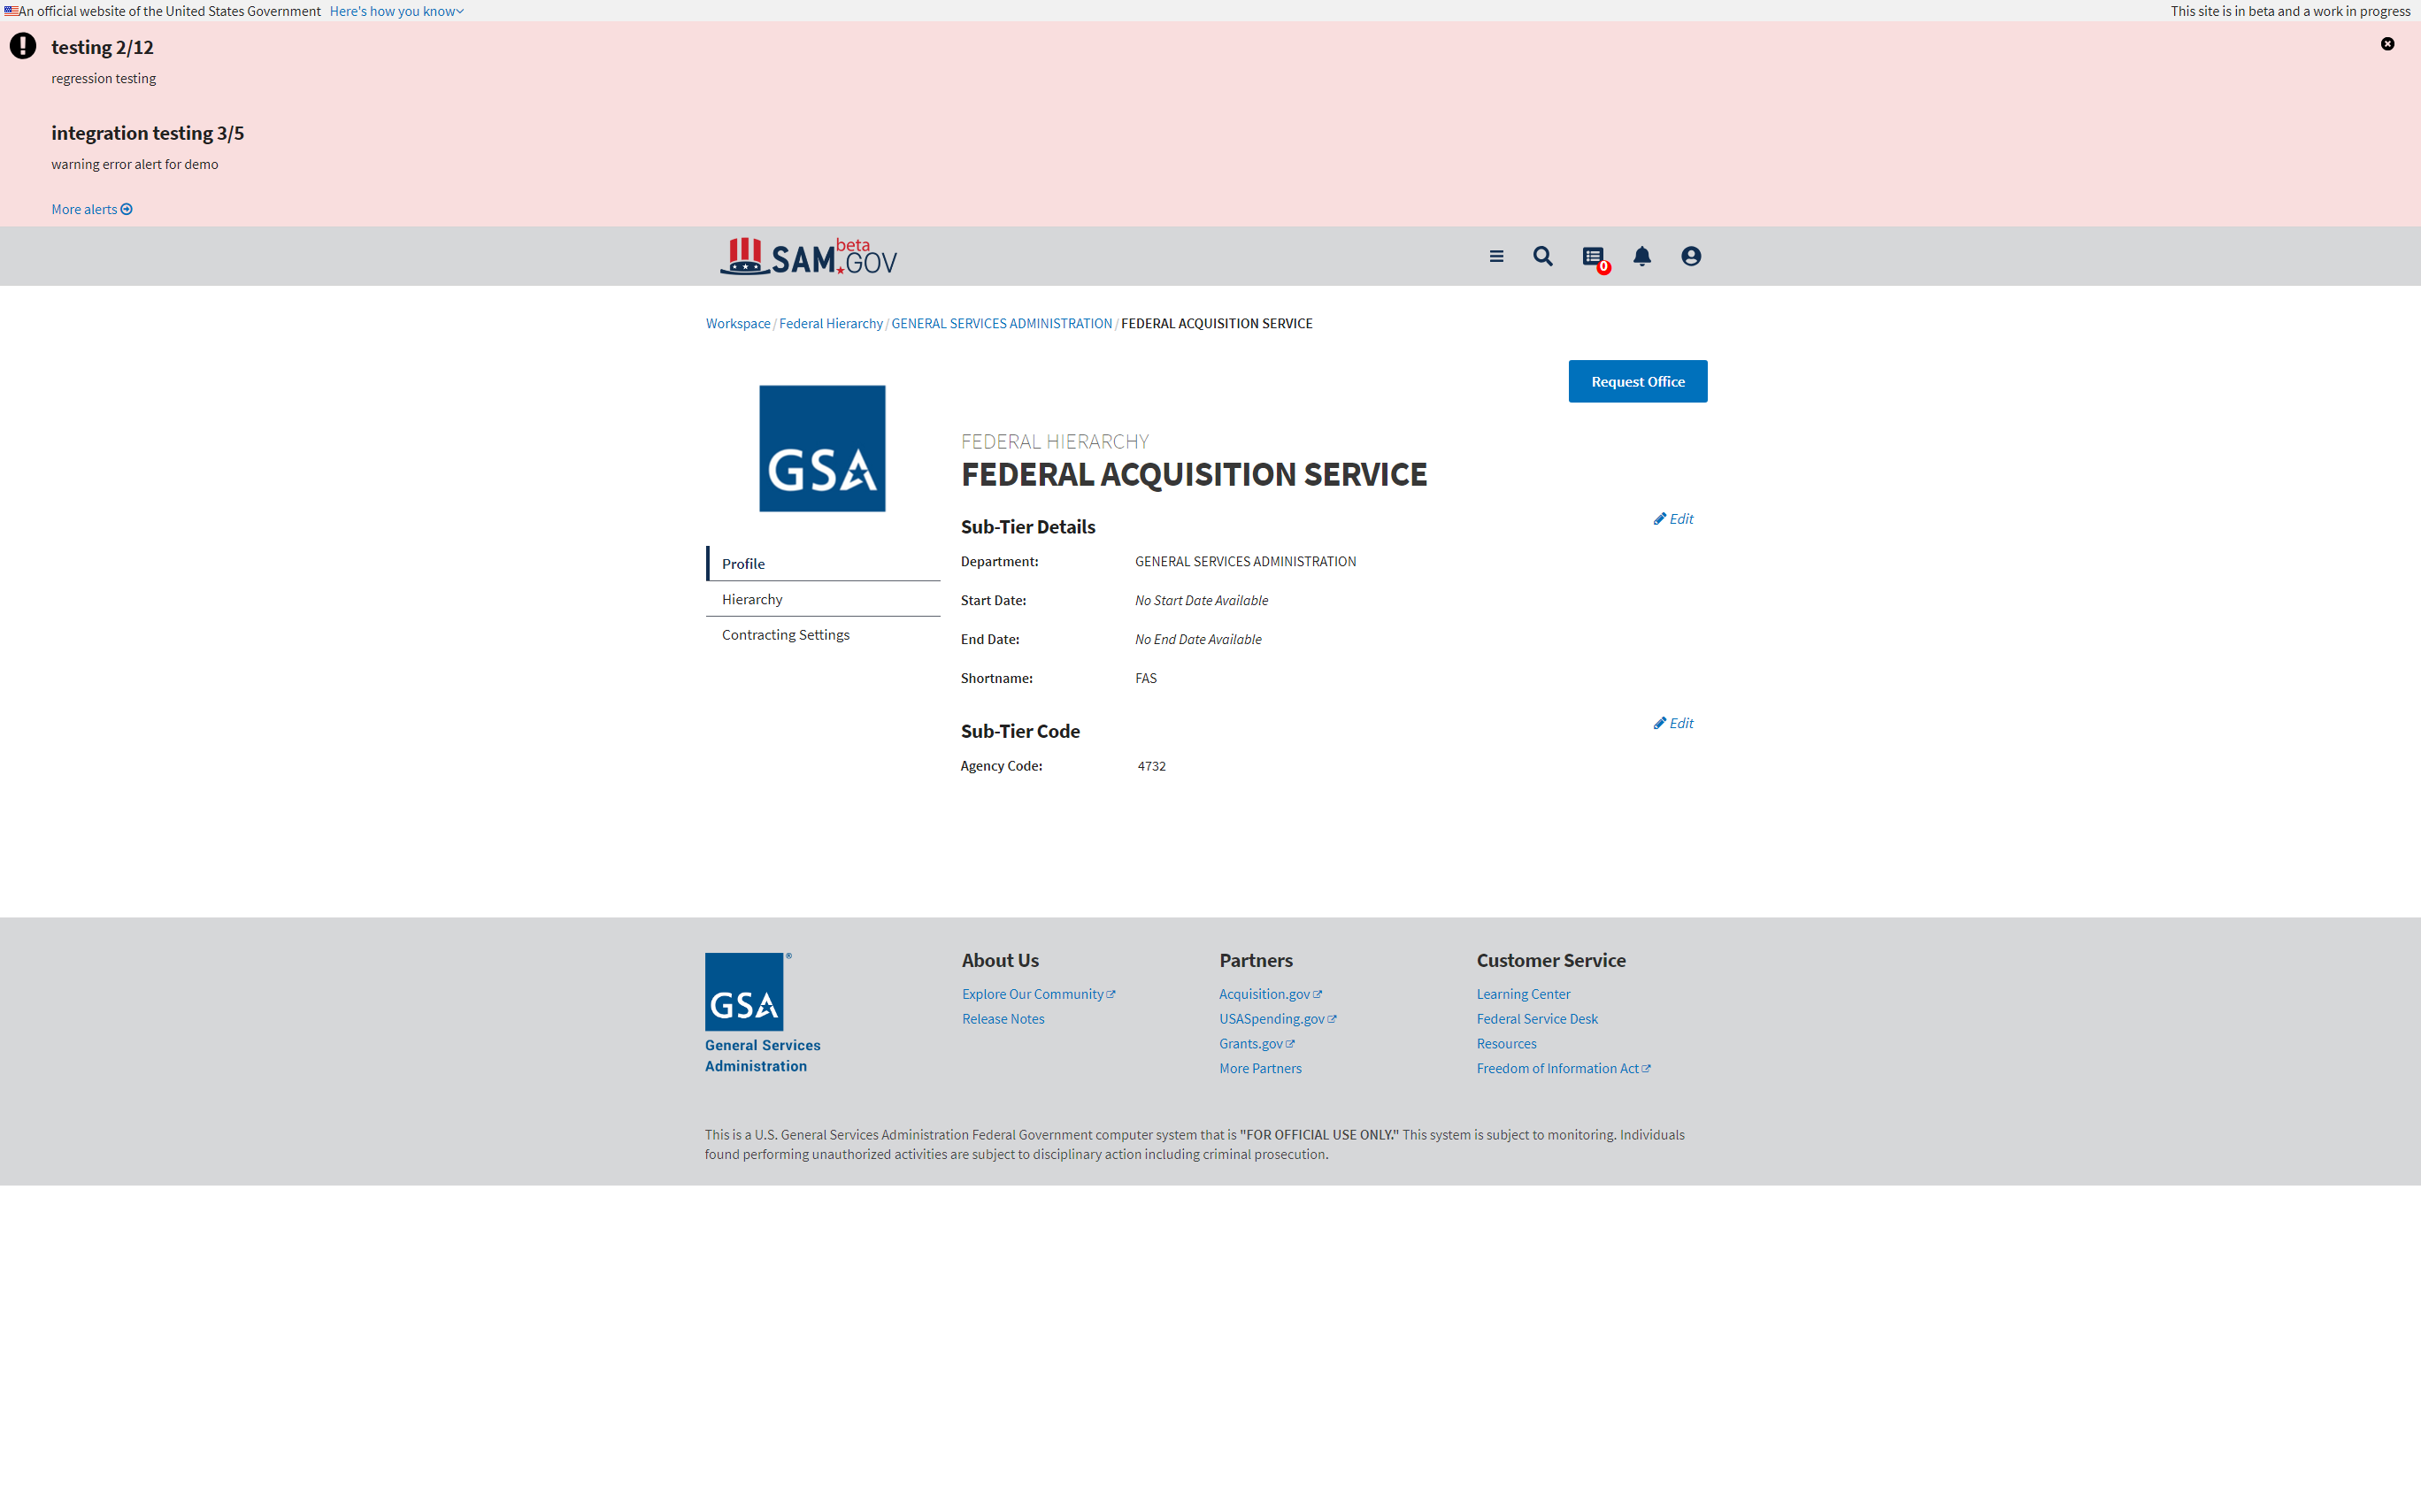 An official website of the United States Government Here's how you know
This site is in beta and a work in progress
testing 2/12
regression testing
integration testing 3/5
warning error alert for demo
More alerts
SAM.GOV beta
0
Workspace / Federal Hierarchy / GENERAL SERVICES ADMINISTRATION / FEDERAL ACQUISITION SERVICE
Request Office
GSA
FEDERAL HIERARCHY
FEDERAL ACQUISITION SERVICE
Sub-Tier Details
Edit
Department: GENERAL SERVICES ADMINISTRATION
Start Date: No Start Date Available
End Date: No End Date Available
Shortname: FAS
Profile
Hierarchy
Contracting Settings
Sub-Tier Code
Edit
Agency Code: 4732
GSA ®
General Services
Administration
About Us
Explore Our Community
Release Notes
Partners
Acquisition.gov
USASpending.gov
Grants.gov
More Partners
Customer Service
Learning Center
Federal Service Desk
Resources
Freedom of Information Act
This is a U.S. General Services Administration Federal Government computer system that is "FOR OFFICIAL USE ONLY." This system is subject to monitoring. Individuals
found performing unauthorized activities are subject to disciplinary action including criminal prosecution.